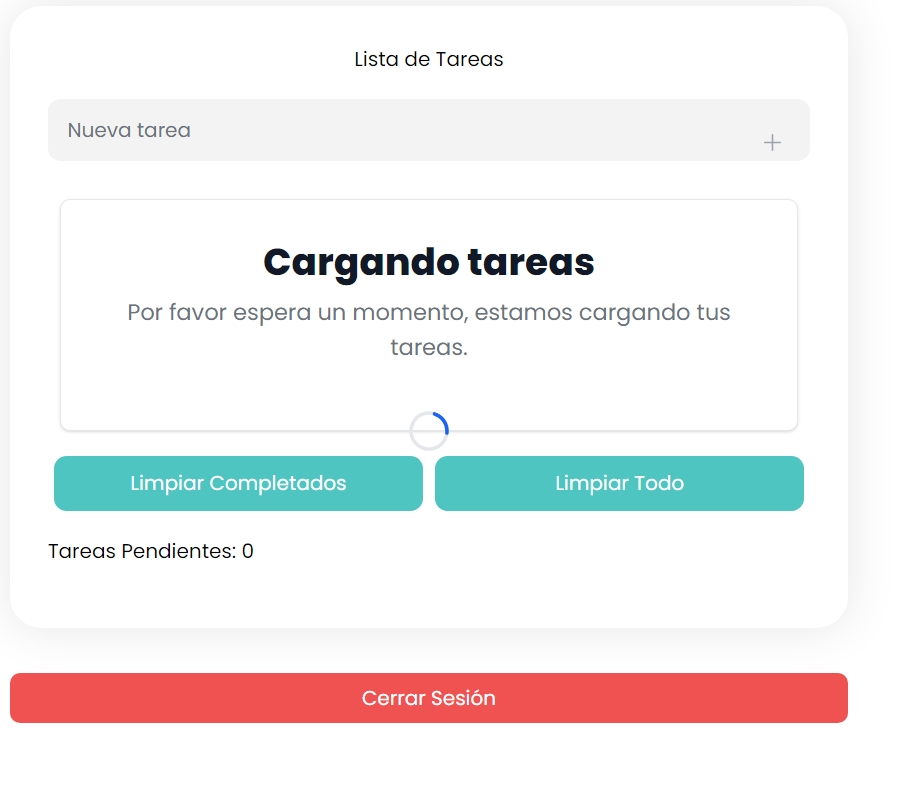 Lista de Tareas
Nueva tarea
Cargando tareas
Por favor espera un momento, estamos cargando tus
tareas.
Limpiar Completados
Limpiar Todo
Tareas Pendientes: 0
Cerrar Sesión